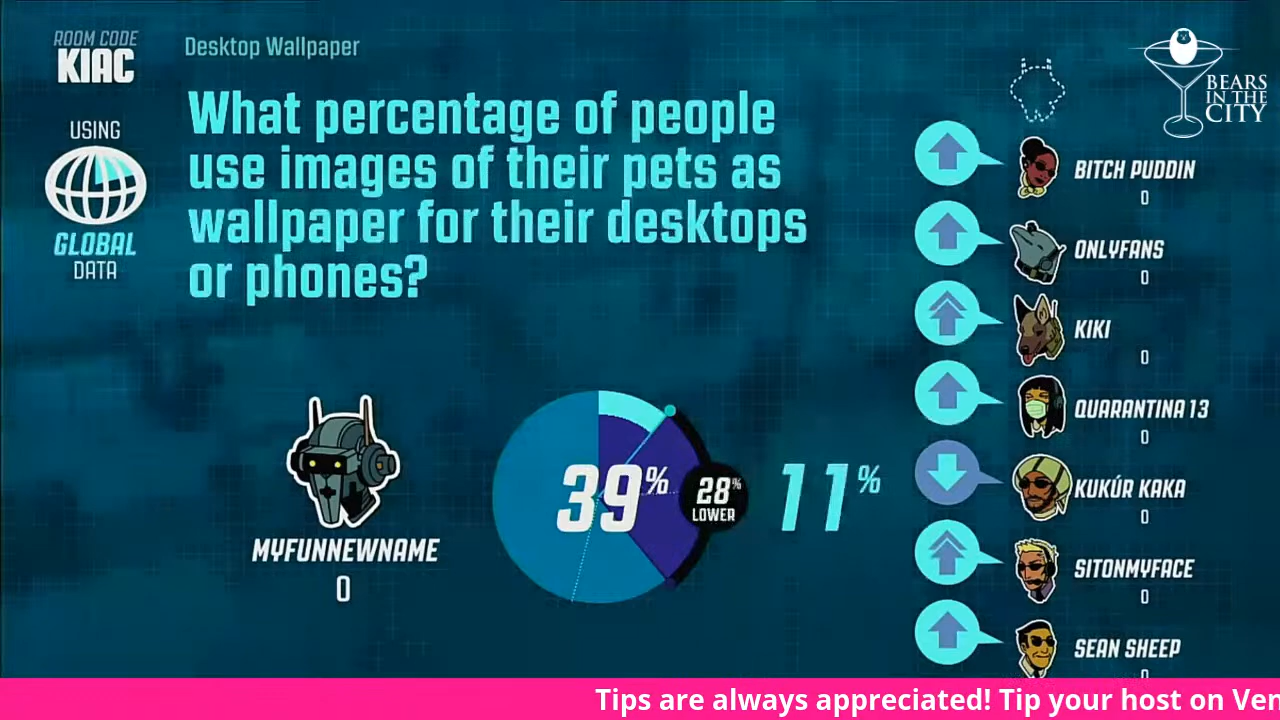 ROOM CODE
KIAC
Desktop Wallpaper
What percentage of people
use images of their pets as
wallpaper for their desktops
or phones?
USING
GLOBAL
DATA
MYFUNNEWNAME
0
39%
28%
LOWER
11%
BEARS
IN THE
CITY
BITCH PUDDIN
0
ONLYFANS
0
KIKI
0
QUARANTINA 13
0
KUKÚR KAKA
0
SITONMYFACE
0
SEAN SHEEP
0
Tips are always appreciated! Tip your host on Ven